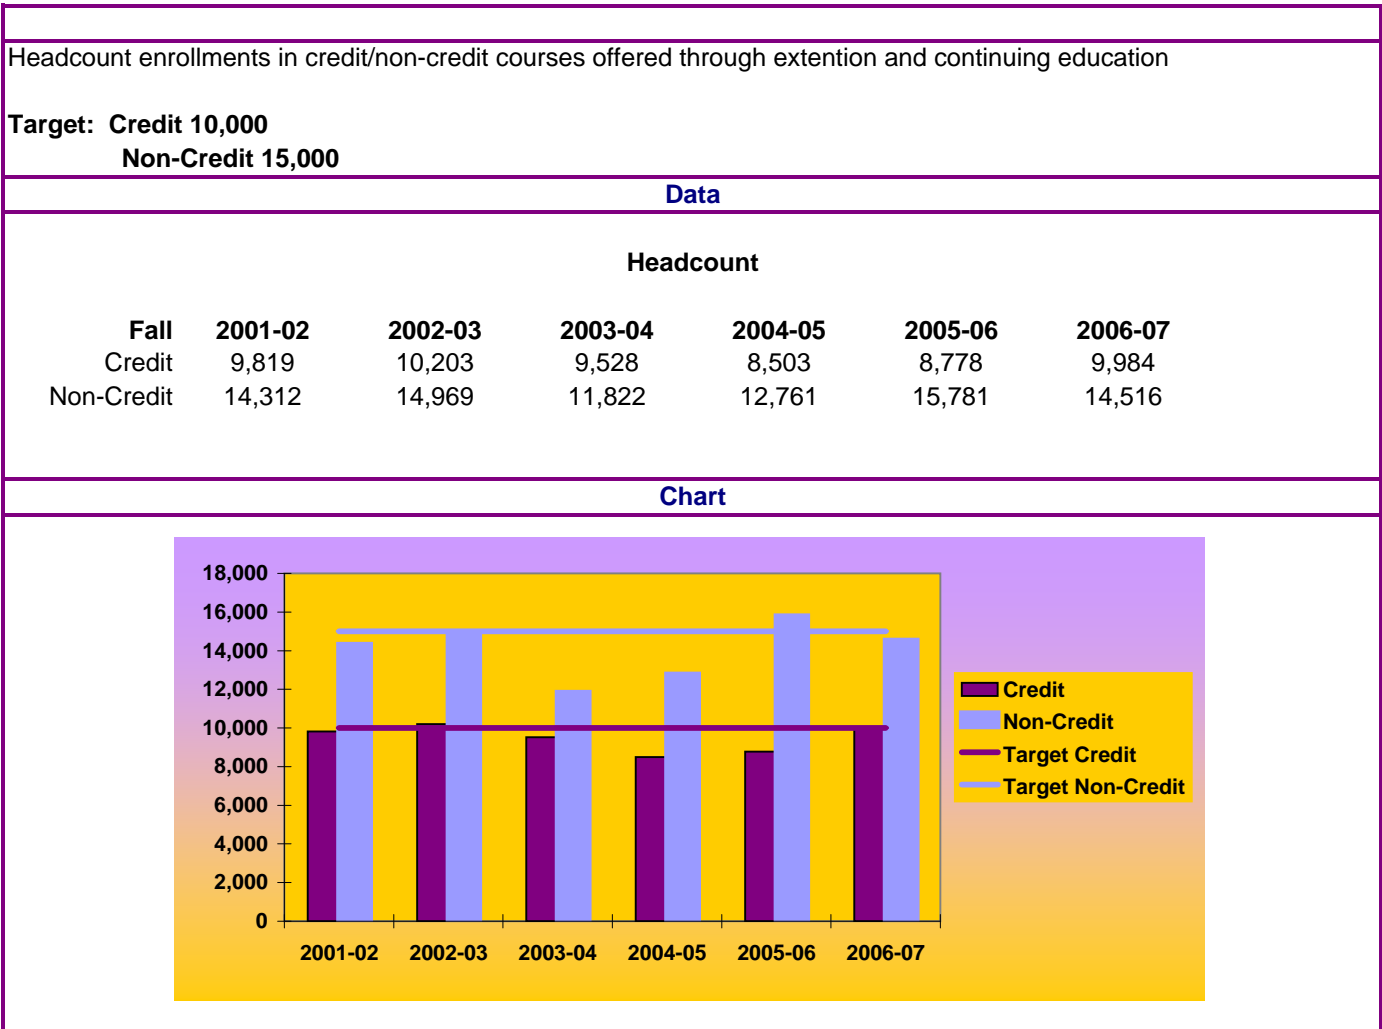 Headcount enrollments in credit/non-credit courses offered through extention and continuing education
Target: Credit 10,000
Non-Credit 15,000
Data
Headcount
Fall 2001-02 2002-03 2003-04 2004-05 2005-06 2006-07
Credit 9,819 10,203 9,528 8,503 8,778 9,984
Non-Credit 14,312 14,969 11,822 12,761 15,781 14,516
Chart
18,000
16,000
14,000
12,000
10,000
8,000
6,000
4,000
2,000
0
2001-02 2002-03 2003-04 2004-05 2005-06 2006-07
Credit
Non-Credit
Target Credit
Target Non-Credit